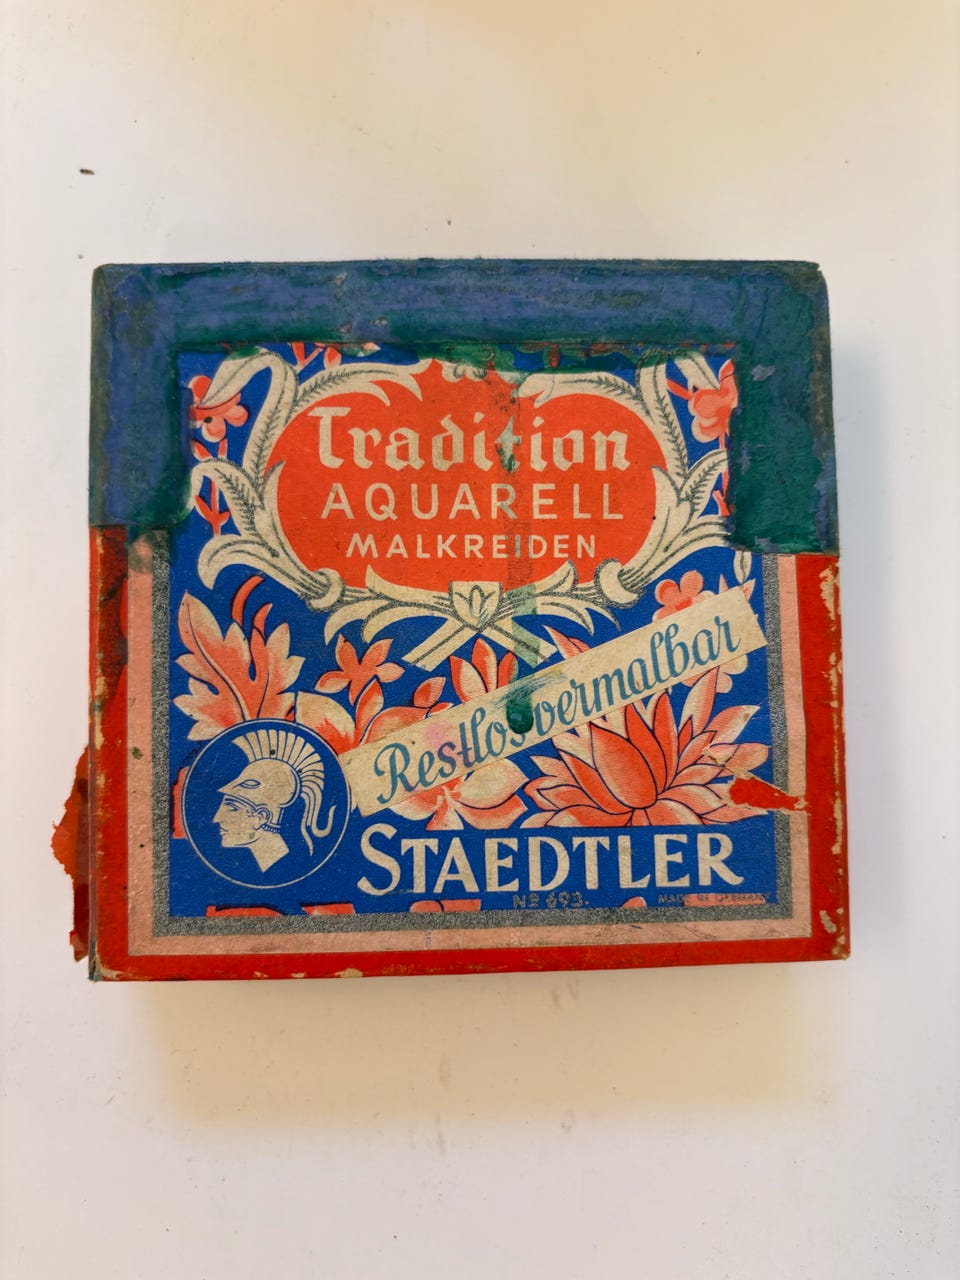 Tradition
AQUARELL
MALKREIDEN
Restlos vermalbar
STAEDTLER
No 693.
MADE IN GERMANY